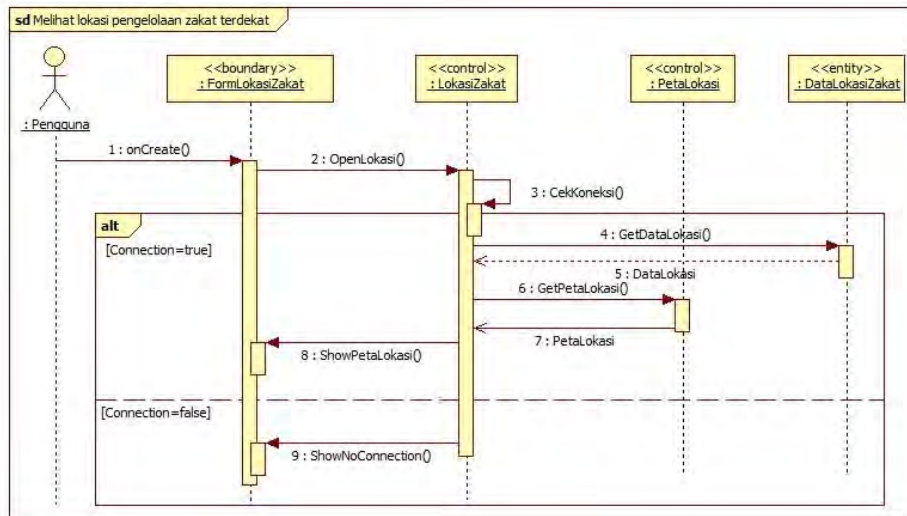 sd Melihat lokasi pengelolaan zakat terdekat
: Pengguna
<<boundary>>
: FormLokasiZakat
<<control>>
: LokasiZakat
<<control>>
: PetaLokasi
<<entity>>
: DataLokasiZakat
1 : onCreate()
2 : OpenLokasi()
3 : CekKoneksi()
alt
[Connection=true]
4 : GetDataLokasi()
5 : DataLokasi
6 : GetPetaLokasi()
7 : PetaLokasi
8 : ShowPetaLokasi()
[Connection=false]
9 : ShowNoConnection()